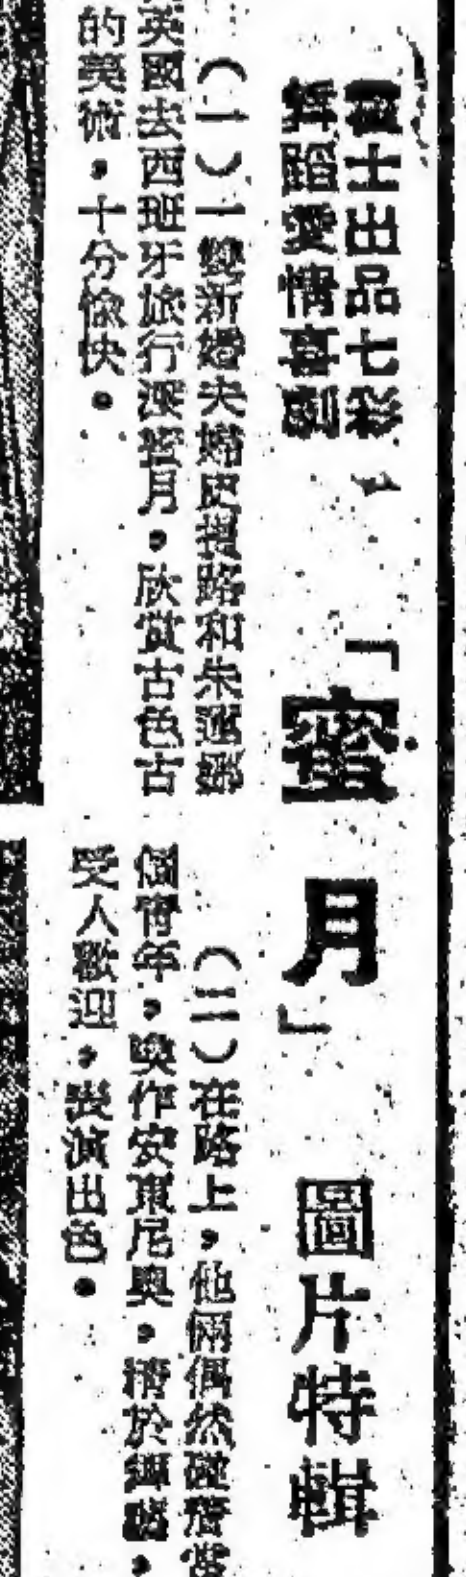 士出品七彩
舞蹈愛情喜劇
「蜜月」圖片特輯
(一)一雙新婚夫婦史提路和朱娜
英國去西班牙旅行渡蜜月,欣賞古色古
的美術,十分愉快。
(二)在路上,他倆偶然碰着當
個青年,喚作安東尼奧,精於舞蹈,
受人歡迎,表演出色。